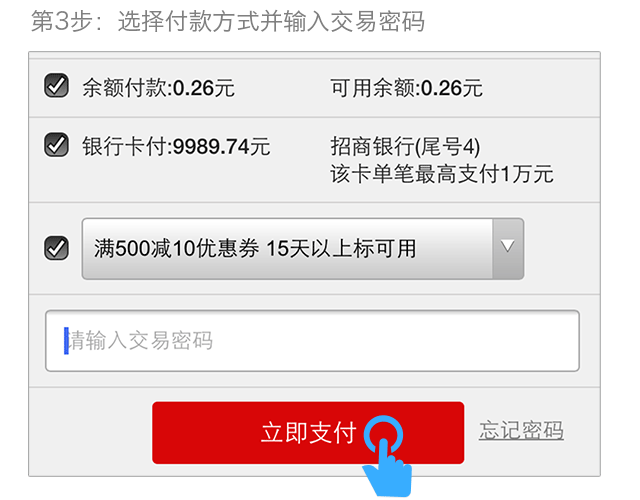 第3步：选择付款方式并输入交易密码
余额付款:0.26元 可用余额:0.26元
银行卡付:9989.74元 招商银行(尾号4)
该卡单笔最高支付1万元
满500减10优惠券 15天以上标可用
请输入交易密码
立即支付 忘记密码